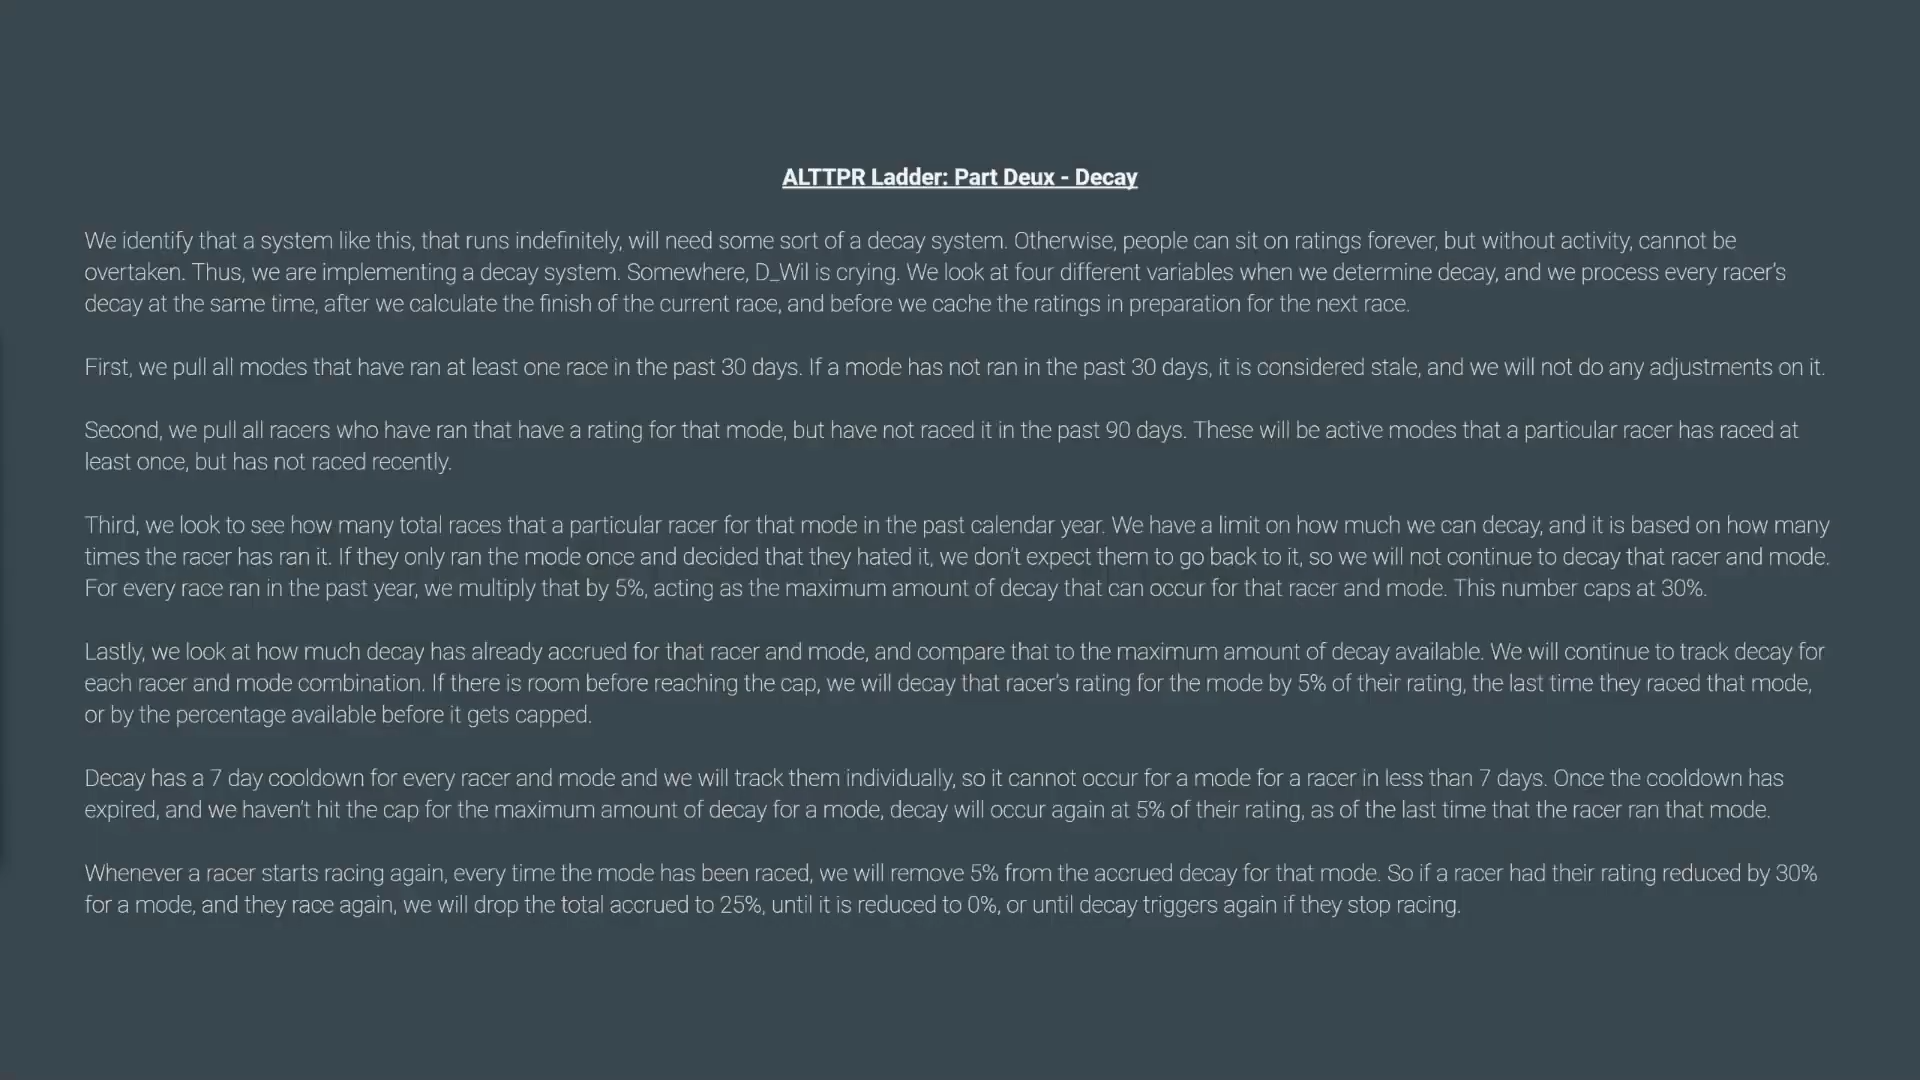 ALTTPR Ladder: Part Deux - Decay
We identify that a system like this, that runs indefinitely, will need some sort of a decay system. Otherwise, people can sit on ratings forever, but without activity, cannot be
overtaken. Thus, we are implementing a decay system. Somewhere, D_Wil is crying. We look at four different variables when we determine decay, and we process every racer's
decay at the same time, after we calculate the finish of the current race, and before we cache the ratings in preparation for the next race.
First, we pull all modes that have ran at least one race in the past 30 days. If a mode has not ran in the past 30 days, it is considered stale, and we will not do any adjustments on it.
Second, we pull all racers who have ran that have a rating for that mode, but have not raced it in the past 90 days. These will be active modes that a particular racer has raced at
least once, but has not raced recently.
Third, we look to see how many total races that a particular racer for that mode in the past calendar year. We have a limit on how much we can decay, and it is based on how many
times the racer has ran it. If they only ran the mode once and decided that they hated it, we don't expect them to go back to it, so we will not continue to decay that racer and mode.
For every race ran in the past year, we multiply that by 5%, acting as the maximum amount of decay that can occur for that racer and mode. This number caps at 30%.
Lastly, we look at how much decay has already accrued for that racer and mode, and compare that to the maximum amount of decay available. We will continue to track decay for
each racer and mode combination. If there is room before reaching the cap, we will decay that racer's rating for the mode by 5% of their rating, the last time they raced that mode,
or by the percentage available before it gets capped.
Decay has a 7 day cooldown for every racer and mode and we will track them individually, so it cannot occur for a mode for a racer in less than 7 days. Once the cooldown has
expired, and we haven't hit the cap for the maximum amount of decay for a mode, decay will occur again at 5% of their rating, as of the last time that the racer ran that mode.
Whenever a racer starts racing again, every time the mode has been raced, we will remove 5% from the accrued decay for that mode. So if a racer had their rating reduced by 30%
for a mode, and they race again, we will drop the total accrued to 25%, until it is reduced to 0%, or until decay triggers again if they stop racing.